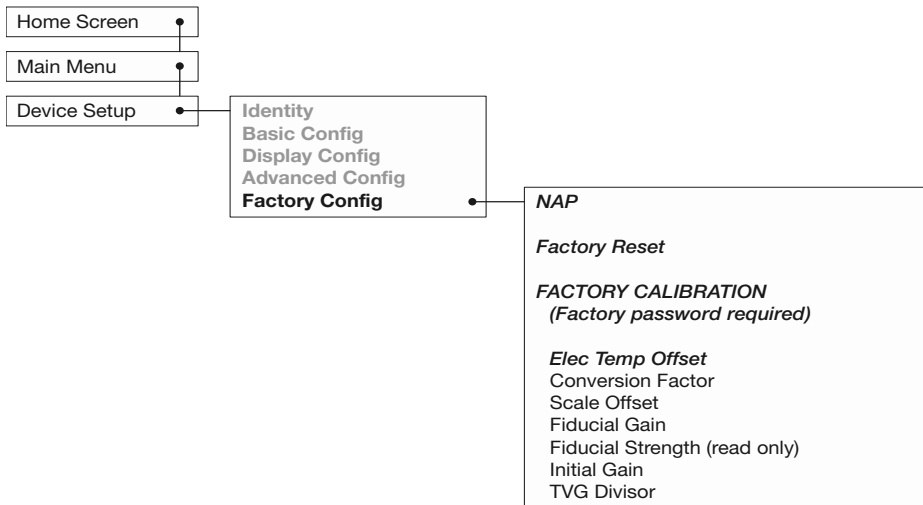 Home Screen
Main Menu
Device Setup
Identity
Basic Config
Display Config
Advanced Config
Factory Config
NAP
Factory Reset
FACTORY CALIBRATION
(Factory password required)
Elec Temp Offset
Conversion Factor
Scale Offset
Fiducial Gain
Fiducial Strength (read only)
Initial Gain
TVG Divisor